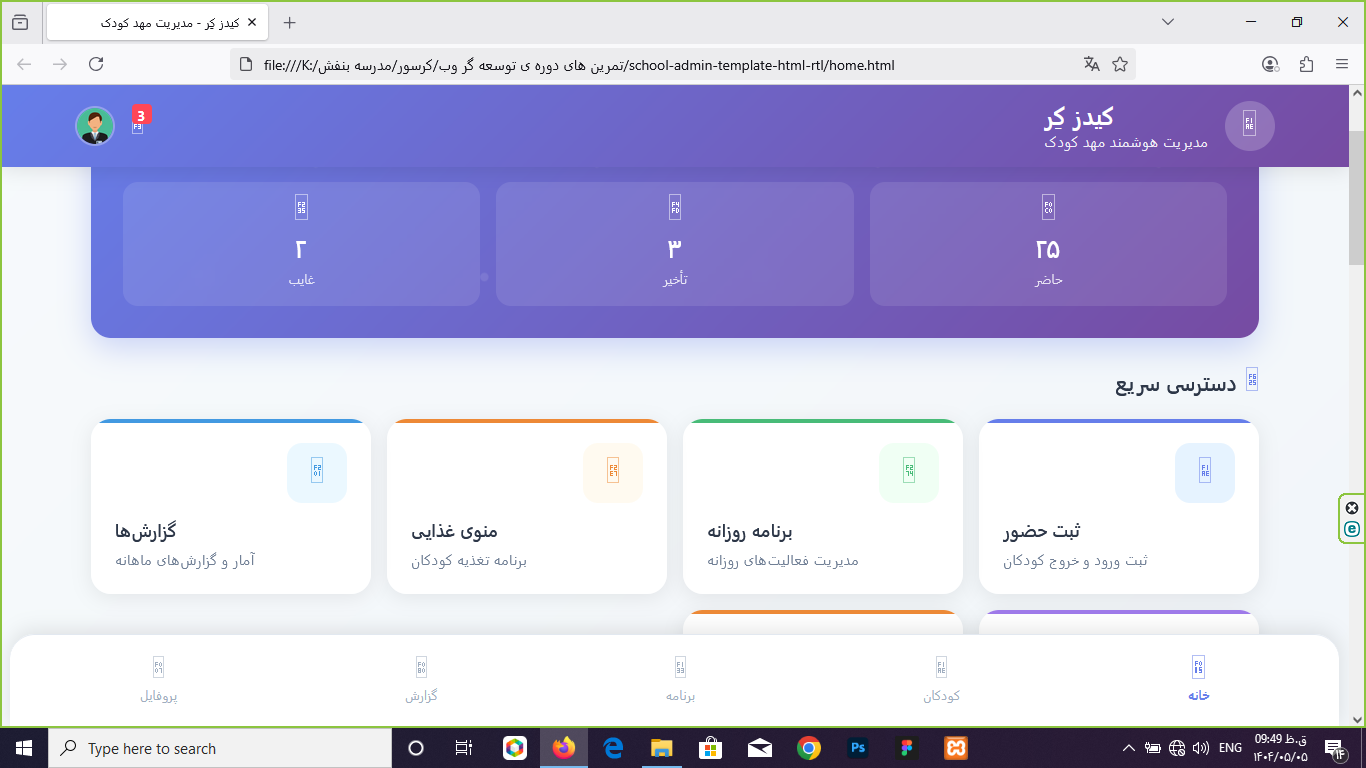 کیدز کِر - مدیریت مهد کودک
file:///K:/تمرین های دوره ی توسعه گر وب/کرسور/مدرسه بنفش/school-admin-template-html-rtl/home.html
کیدز کِر
مدیریت هوشمند مهد کودک
3
۲۵
حاضر
۳
تأخیر
۲
غایب
دسترسی سریع
ثبت حضور
ثبت ورود و خروج کودکان
برنامه روزانه
مدیریت فعالیت‌های روزانه
منوی غذایی
برنامه تغذیه کودکان
گزارش‌ها
آمار و گزارش‌های ماهانه
خانه
کودکان
برنامه
گزارش
پروفایل
Type here to search
Ps
ENG
09:49 ق.ظ
۱۴۰۴/۰۵/۰۵
۱۴